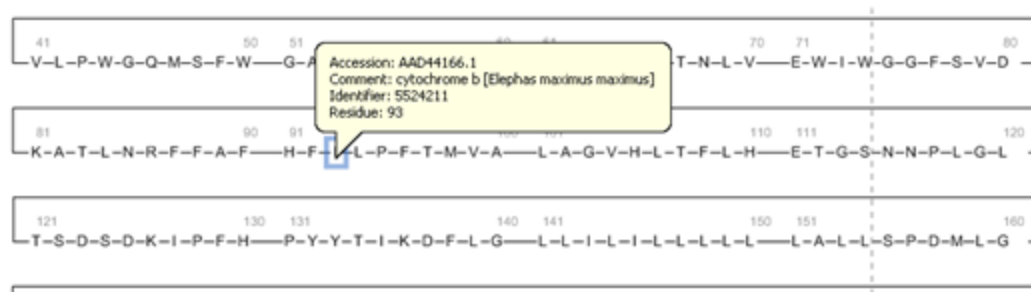 41 50 51 70 71 80
V-L-P-W-G-Q-M-S-F-W G-A T-N-L-V E-W-I-W-G-G-F-S-V-D
Accession: AAD44166.1
Comment: cytochrome b [Elephas maximus maximus]
Identifier: 5524211
Residue: 93
81 90 91 110 111 120
K-A-T-L-N-R-F-F-A-F H-F L-P-F-T-M-V-A L-A-G-V-H-L-T-F-L-H E-T-G-S-N-N-P-L-G-L
121 130 131 140 141 150 151 160
T-S-D-S-D-K-I-P-F-H P-Y-Y-T-I-K-D-F-L-G L-L-I-L-I-L-L-L-L-L L-A-L-L-S-P-D-M-L-G